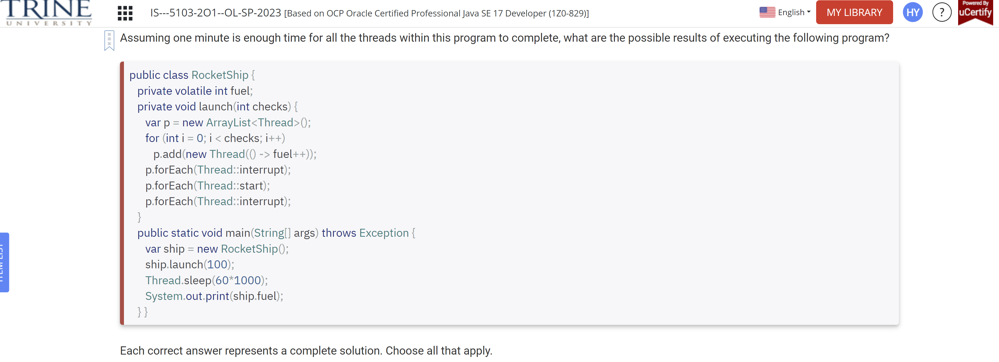 TRINE
UNIVERSITY
IS---5103-2O1--OL-SP-2023 [Based on OCP Oracle Certified Professional Java SE 17 Developer (1Z0-829)]
English
MY LIBRARY
HY
?
Powered By
uCertify
Assuming one minute is enough time for all the threads within this program to complete, what are the possible results of executing the following program?
public class RocketShip {
private volatile int fuel;
private void launch(int checks) {
var p = new ArrayList<Thread>();
for (int i = 0; i < checks; i++)
p.add(new Thread(() -> fuel++));
p.forEach(Thread::interrupt);
p.forEach(Thread::start);
p.forEach(Thread::interrupt);
}
public static void main(String[] args) throws Exception {
var ship = new RocketShip();
ship.launch(100);
Thread.sleep(60*1000);
System.out.print(ship.fuel);
} }
ITEM LIST
Each correct answer represents a complete solution. Choose all that apply.